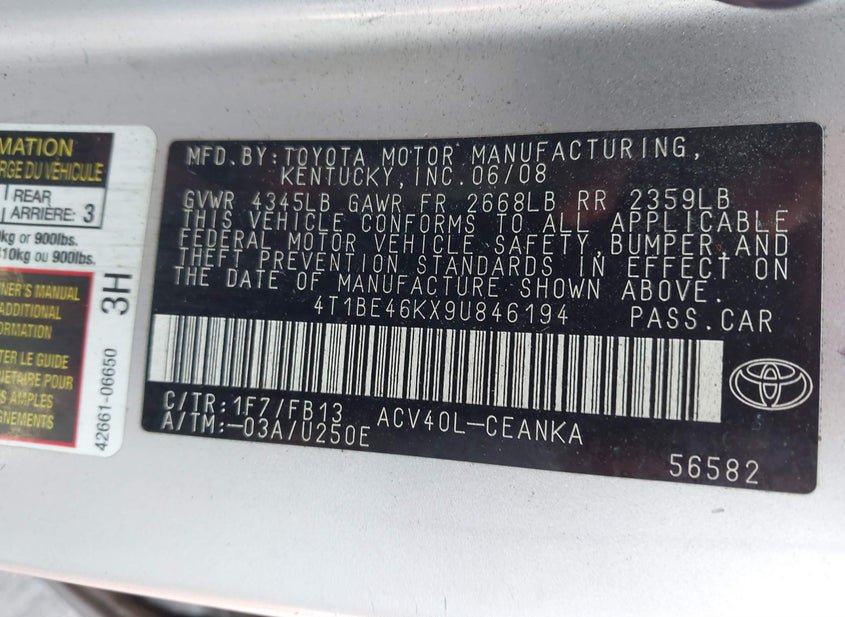 MATION
RGE DU VÉHICULE
REAR
ARRIÈRE: 3
kg or 900lbs.
10kg ou 900lbs.
NER'S MANUAL
ADDITIONAL
ORMATION
TER LE GUIDE
RIÉTAIRE POUR
S AMPLES
GNEMENTS
3H
42661-06650
MFD.BY:TOYOTA MOTOR MANUFACTURING,
KENTUCKY,INC.06/08
GVWR 4345LB GAWR FR 2668LB RR 2359LB
THIS VEHICLE CONFORMS TO ALL APPLICABLE
FEDERAL MOTOR VEHICLE SAFETY,BUMPER,AND
THEFT PREVENTION STANDARDS IN EFFECT ON
THE DATE OF MANUFACTURE SHOWN ABOVE.
4T1BE46KX9U846194 PASS.CAR
C/TR:1F7/FB13 ACV40L-CEANKA
A/TM:-03A/U250E
56582